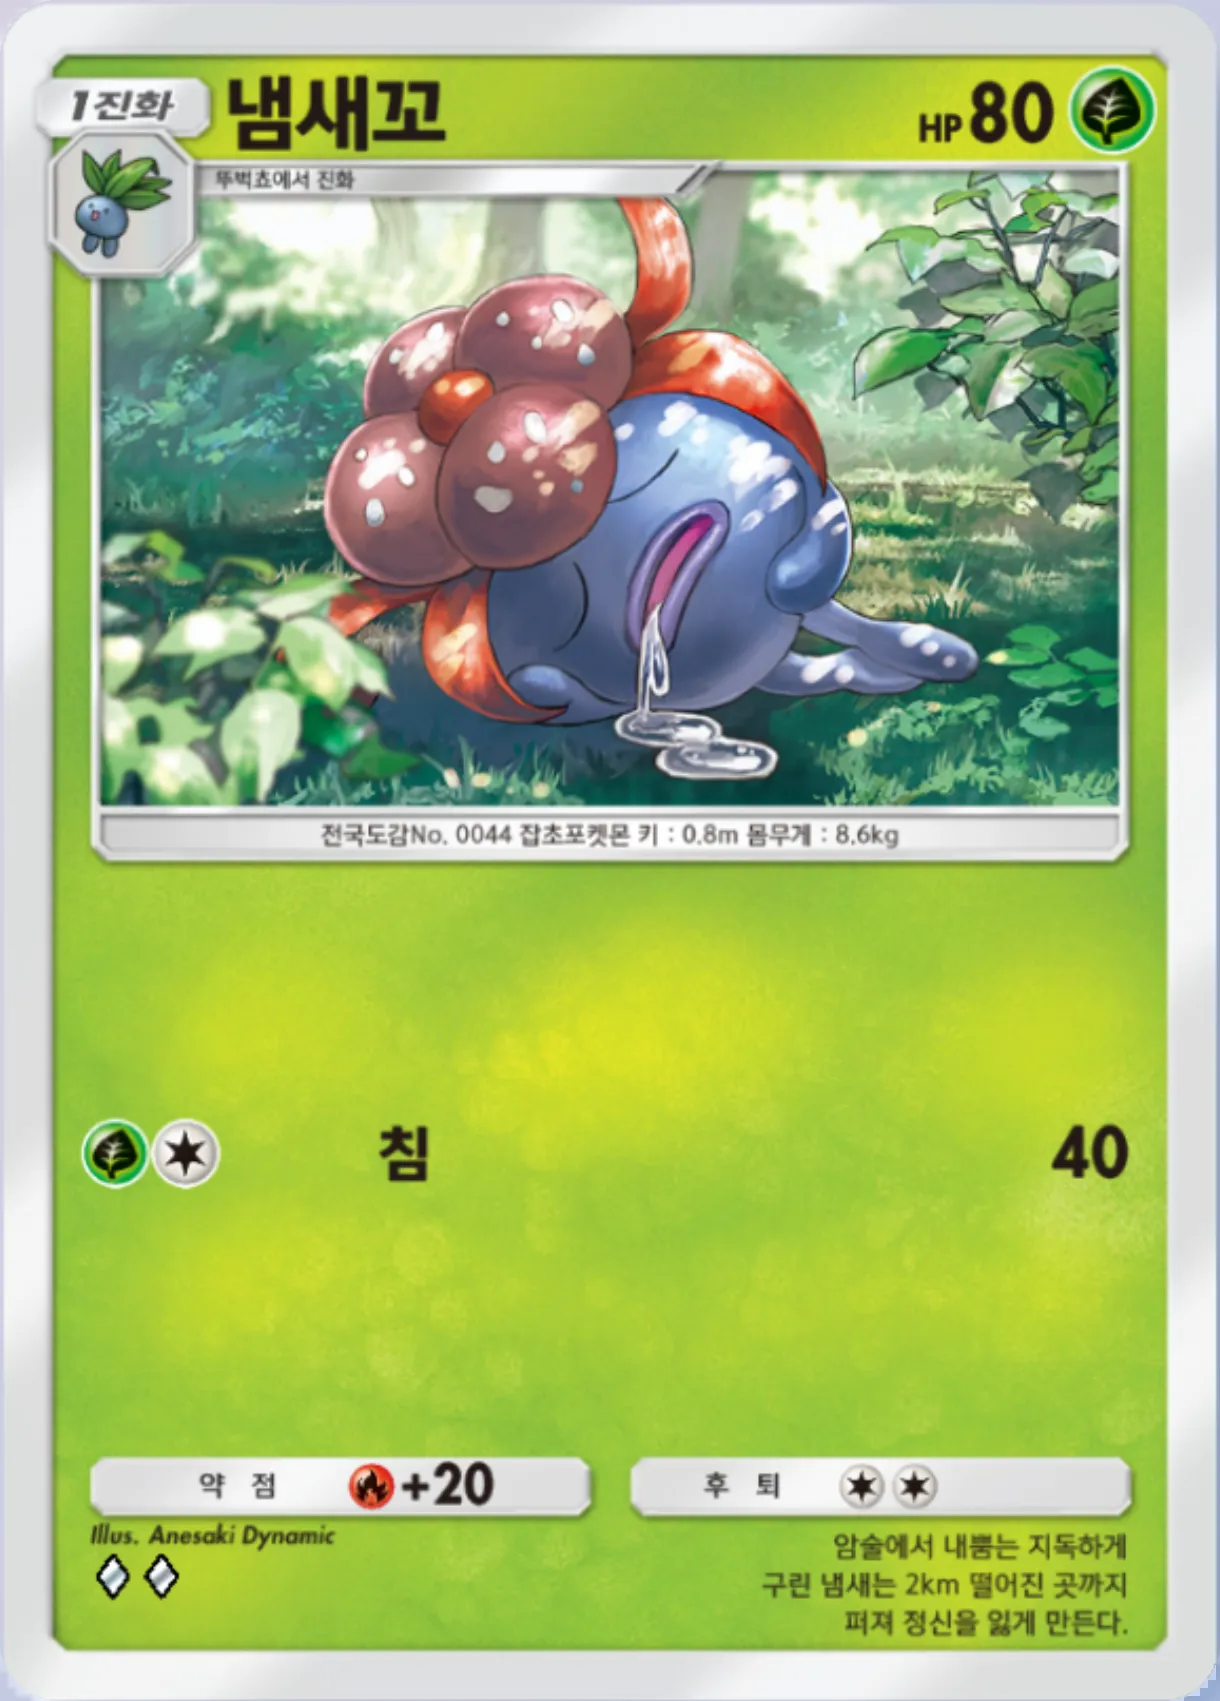 1진화 냄새꼬 HP 80
뚜벅쵸에서 진화
전국도감No. 0044 잡초포켓몬 키 : 0.8m 몸무게 : 8.6kg
침 40
약점 +20 후퇴
Illus. Anesaki Dynamic
암술에서 내뿜는 지독하게
구린 냄새는 2km 떨어진 곳까지
퍼져 정신을 잃게 만든다.